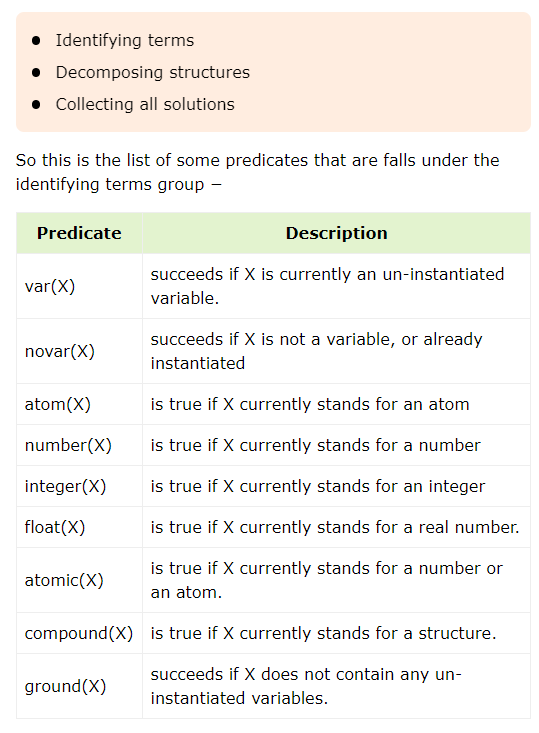 Identifying terms
Decomposing structures
Collecting all solutions
So this is the list of some predicates that are falls under the
identifying terms group −
Predicate
Description
var(X)
succeeds if X is currently an un-instantiated
variable.
novar(X)
succeeds if X is not a variable, or already
instantiated
atom(X)
is true if X currently stands for an atom
number(X)
is true if X currently stands for a number
integer(X)
is true if X currently stands for an integer
float(X)
is true if X currently stands for a real number.
atomic(X)
is true if X currently stands for a number or
an atom.
compound(X)
is true if X currently stands for a structure.
ground(X)
succeeds if X does not contain any un-
instantiated variables.